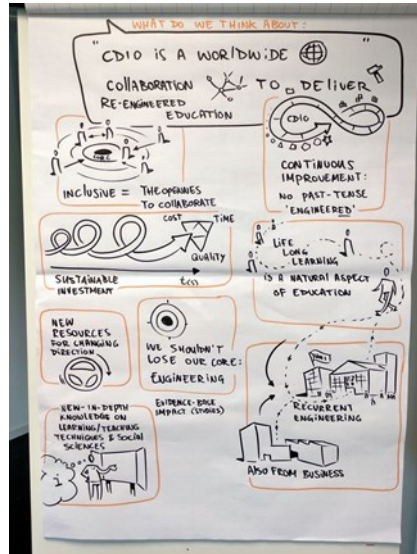 WHAT DO WE THINK ABOUT:
"CDIO IS A WORLDWIDE
COLLABORATION TO DELIVER
RE-ENGINEERED
EDUCATION
INCLUSIVE = THE OPENNES
TO COLLABORATE
CDIO
CONTINUOUS
IMPROVEMENT:
NO PAST-TENSE
'ENGINEERED'
COST
TIME
QUALITY
t(s)
SUSTAINABLE
INVESTMENT
LIFE
LONG
LEARNING
IS A NATURAL ASPECT
OF EDUCATION
NEW
RESOURCES
FOR CHANGING
DIRECTION
WE SHOULDN'T
LOSE OUR CORE:
ENGINEERING
EVIDENCE-BASE
IMPACT (STUDIES)
NEW-IN-DEPTH
KNOWLEDGE ON
LEARNING/TEACHING
TECHNIQUES & SOCIAL
SCIENCES
RECURRENT
ENGINEERING
ALSO FROM BUSINESS